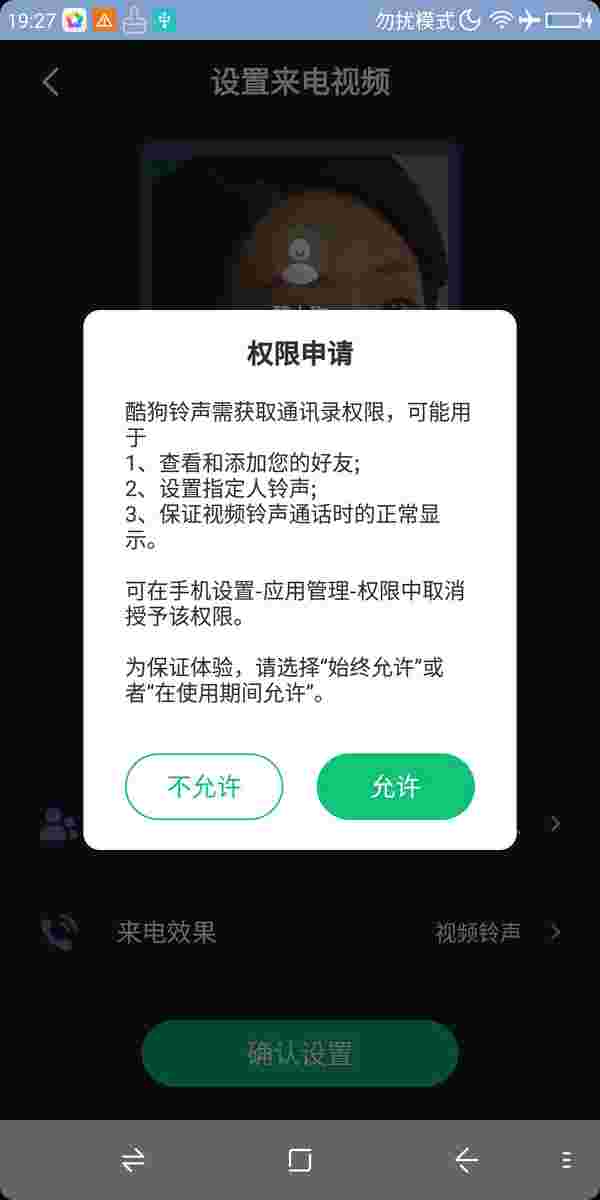 19:27
勿扰模式
设置来电视频
权限申请
酷狗铃声需获取通讯录权限，可能用
于
1、查看和添加您的好友;
2、设置指定人铃声;
3、保证视频铃声通话时的正常显
示。
可在手机设置-应用管理-权限中取消
授予该权限。
为保证体验，请选择“始终允许”或
者“在使用期间允许”。
不允许
允许
来电效果
视频铃声
确认设置